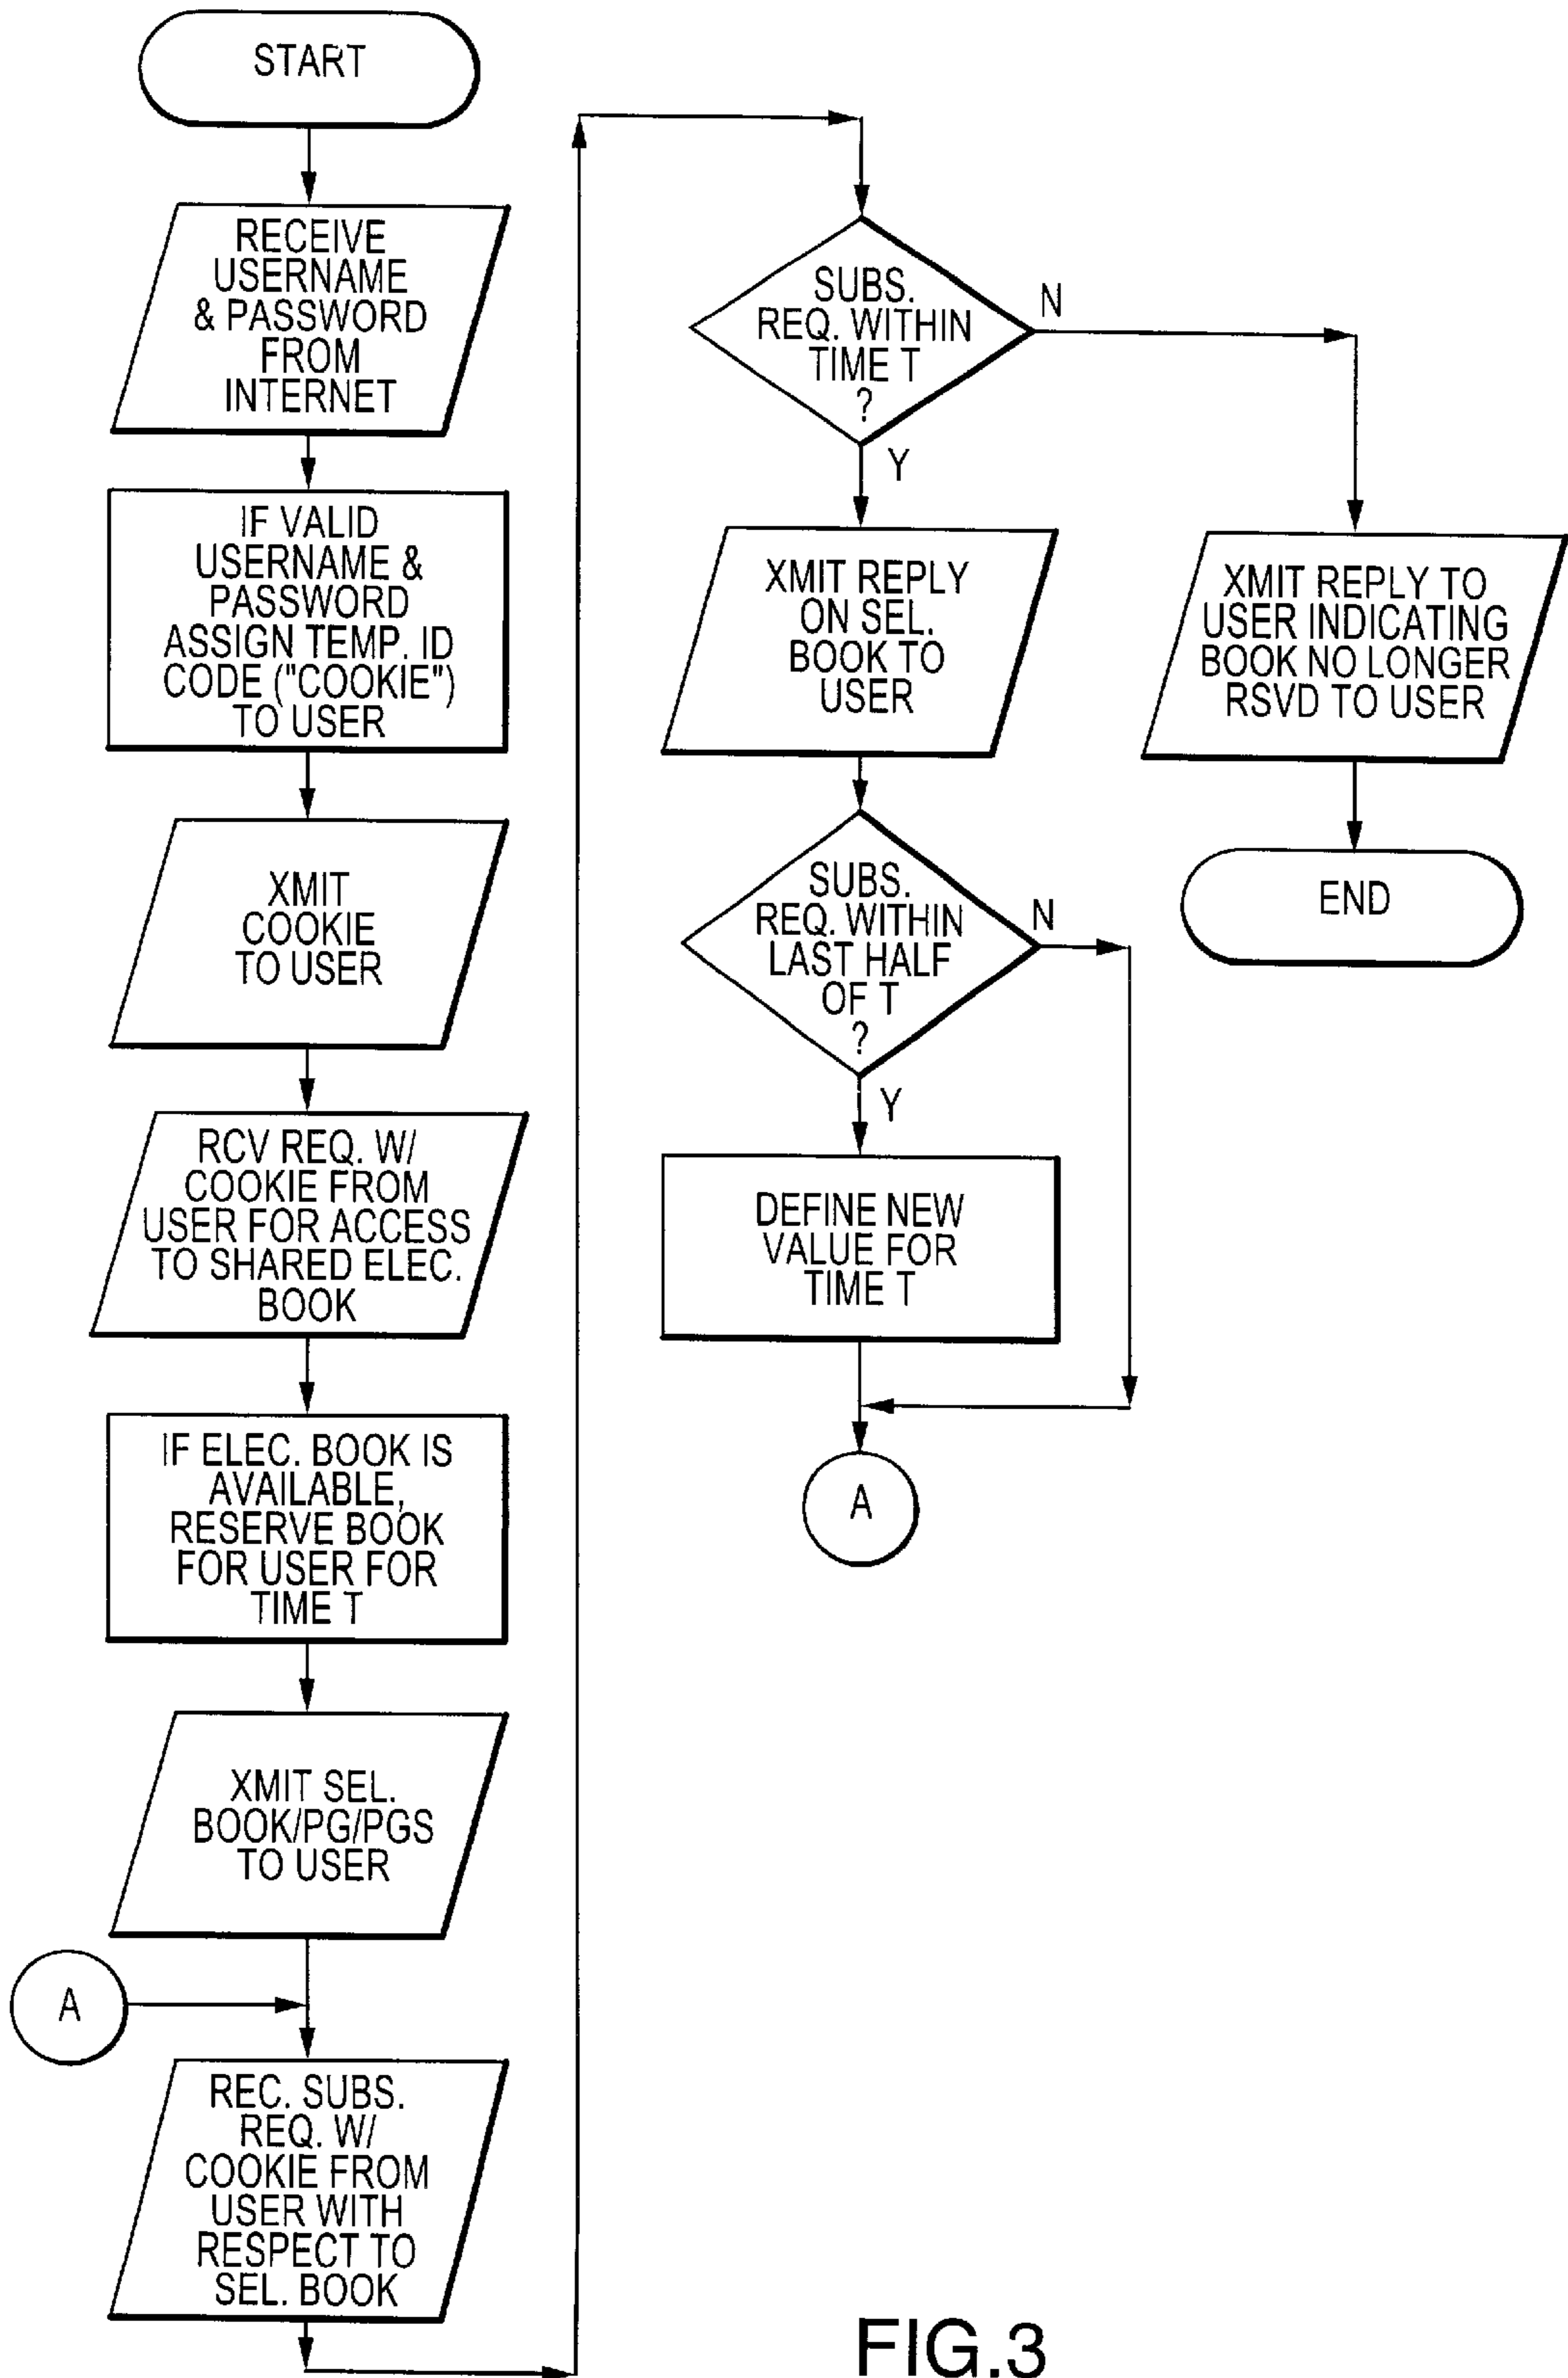 START
RECEIVE
USERNAME
& PASSWORD
FROM
INTERNET
IF VALID
USERNAME &
PASSWORD
ASSIGN TEMP. ID
CODE ("COOKIE")
TO USER
XMIT
COOKIE
TO USER
RCV REQ. W/
COOKIE FROM
USER FOR ACCESS
TO SHARED ELEC.
BOOK
IF ELEC. BOOK IS
AVAILABLE,
RESERVE BOOK
FOR USER FOR
TIME T
XMIT SEL.
BOOK/PG/PGS
TO USER
A
REC. SUBS.
REQ. W/
COOKIE FROM
USER WITH
RESPECT TO
SEL. BOOK
SUBS.
REQ. WITHIN
TIME T
?
N
Y
XMIT REPLY
ON SEL.
BOOK TO
USER
XMIT REPLY TO
USER INDICATING
BOOK NO LONGER
RSVD TO USER
END
SUBS.
REQ. WITHIN
LAST HALF
OF T
?
N
Y
DEFINE NEW
VALUE FOR
TIME T
A
FIG.3